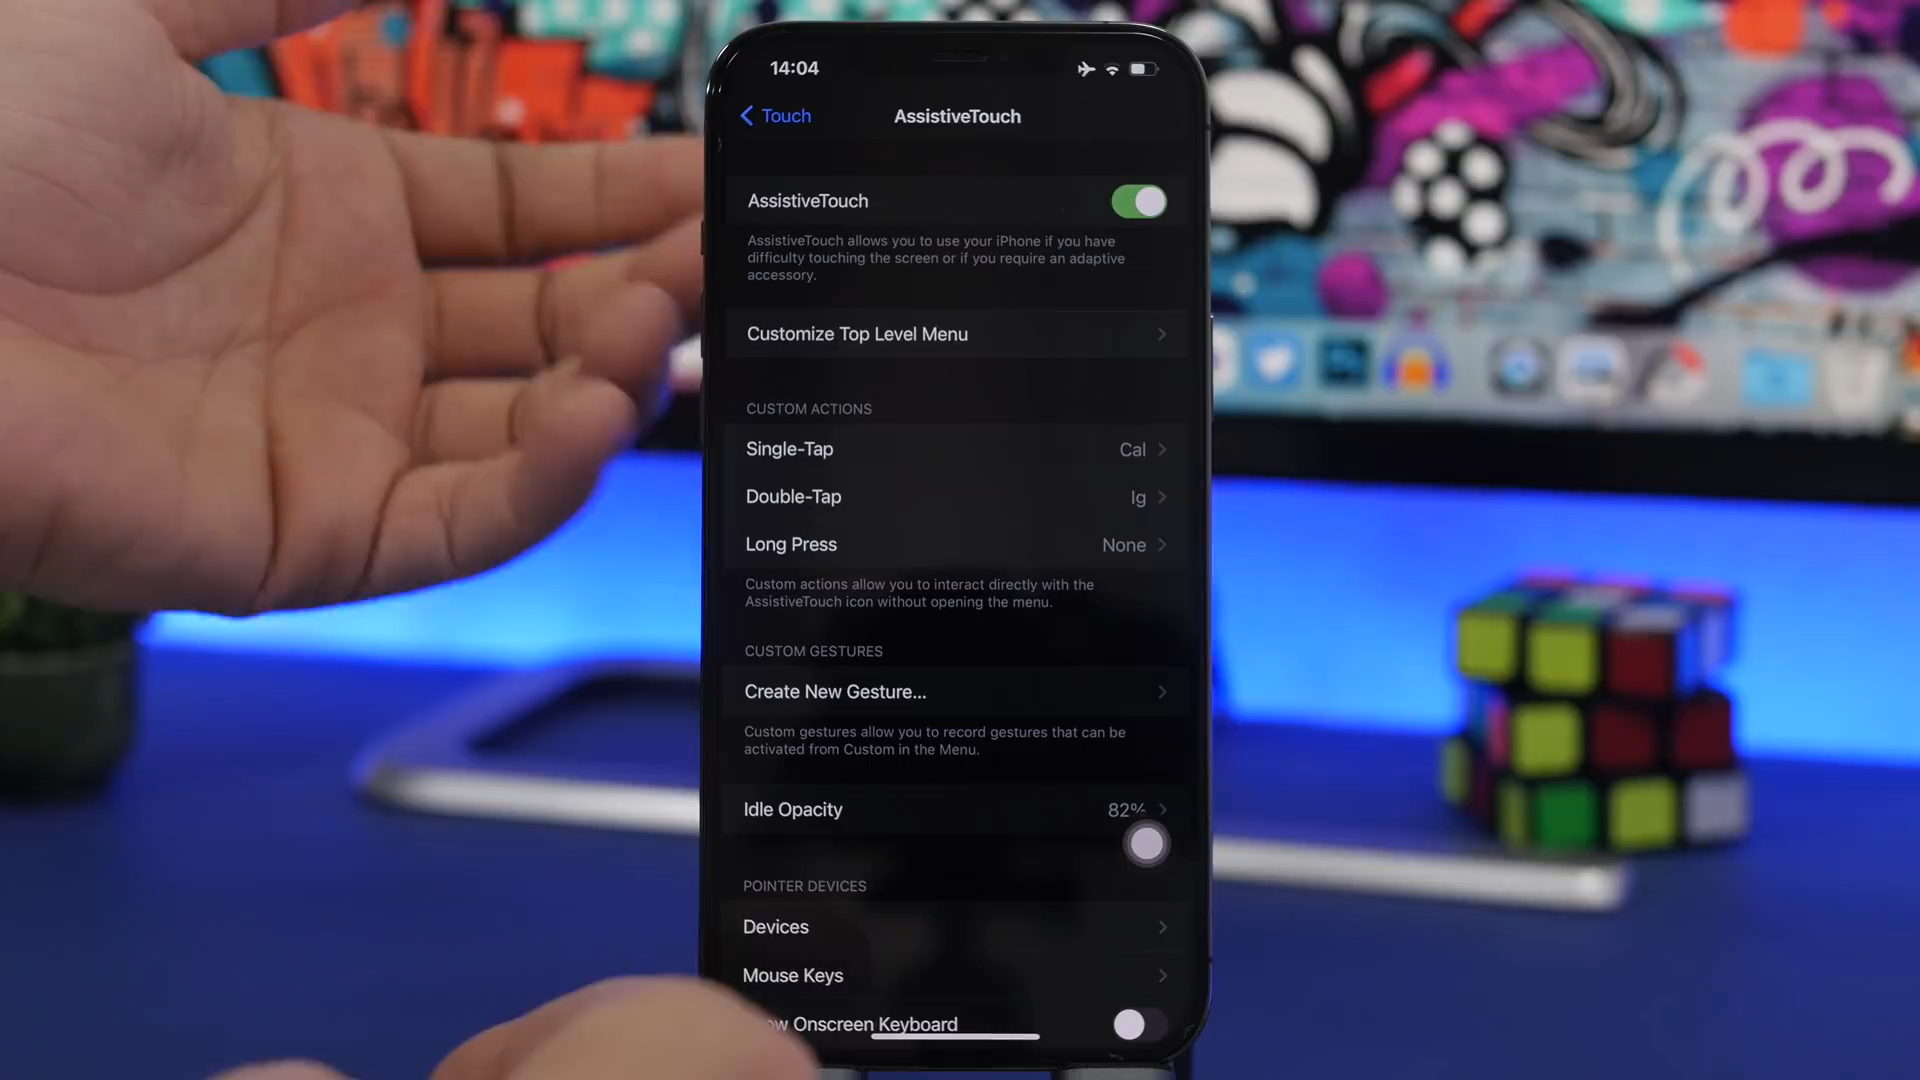 14:04
Touch
AssistiveTouch
AssistiveTouch
AssistiveTouch allows you to use your iPhone if you have
difficulty touching the screen or if you require an adaptive
accessory.
Customize Top Level Menu
CUSTOM ACTIONS
Single-Tap Cal
Double-Tap Ig
Long Press None
Custom actions allow you to interact directly with the
AssistiveTouch icon without opening the menu.
CUSTOM GESTURES
Create New Gesture...
Custom gestures allow you to record gestures that can be
activated from Custom in the Menu.
Idle Opacity 82%
POINTER DEVICES
Devices
Mouse Keys
Onscreen Keyboard